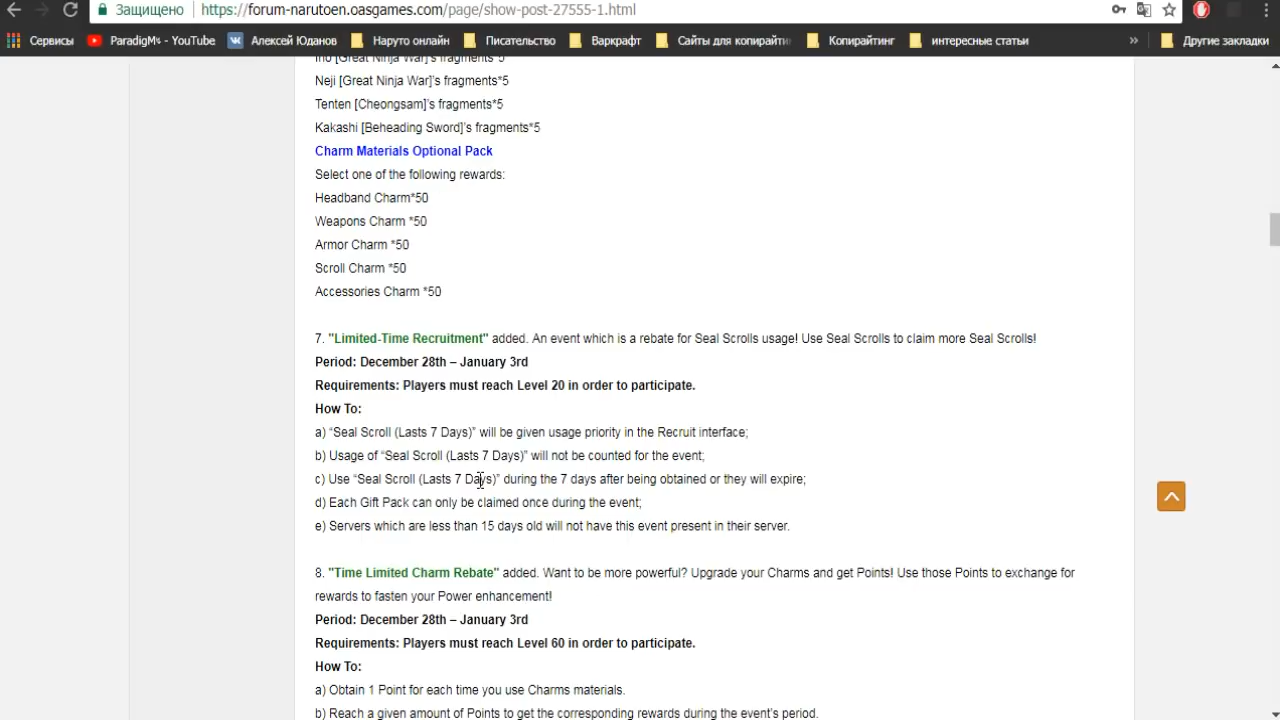 Защищено https://forum-narutoen.oasgames.com/page/show-post-27555-1.html
Сервисы ParadigMъ - YouTube Алексей Юданов Наруто онлайн Писательство Варкрафт Сайты для копирайти Копирайтинг интересные статьи » Другие закладки
Ino [Great Ninja War]'s fragments*5
Neji [Great Ninja War]'s fragments*5
Tenten [Cheongsam]'s fragments*5
Kakashi [Beheading Sword]'s fragments*5
Charm Materials Optional Pack
Select one of the following rewards:
Headband Charm*50
Weapons Charm *50
Armor Charm *50
Scroll Charm *50
Accessories Charm *50
7. "Limited-Time Recruitment" added. An event which is a rebate for Seal Scrolls usage! Use Seal Scrolls to claim more Seal Scrolls!
Period: December 28th – January 3rd
Requirements: Players must reach Level 20 in order to participate.
How To:
a) “Seal Scroll (Lasts 7 Days)” will be given usage priority in the Recruit interface;
b) Usage of “Seal Scroll (Lasts 7 Days)” will not be counted for the event;
c) Use “Seal Scroll (Lasts 7 Days)” during the 7 days after being obtained or they will expire;
d) Each Gift Pack can only be claimed once during the event;
e) Servers which are less than 15 days old will not have this event present in their server.
8. "Time Limited Charm Rebate" added. Want to be more powerful? Upgrade your Charms and get Points! Use those Points to exchange for
rewards to fasten your Power enhancement!
Period: December 28th – January 3rd
Requirements: Players must reach Level 60 in order to participate.
How To:
a) Obtain 1 Point for each time you use Charms materials.
b) Reach a given amount of Points to get the corresponding rewards during the event's period.